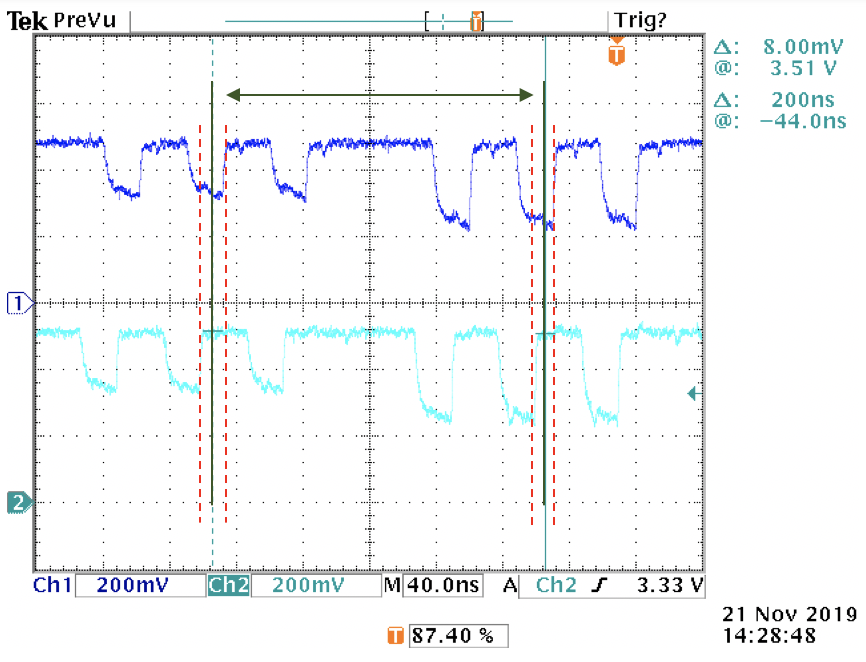 Tek PreVu
Trig?
T
T
Δ: 8.00mV
@: 3.51 V
Δ: 200ns
@: −44.0ns
1
2
Ch1 200mV Ch2 200mV M 40.0ns A Ch2 3.33 V
T 87.40 %
21 Nov 2019
14:28:48